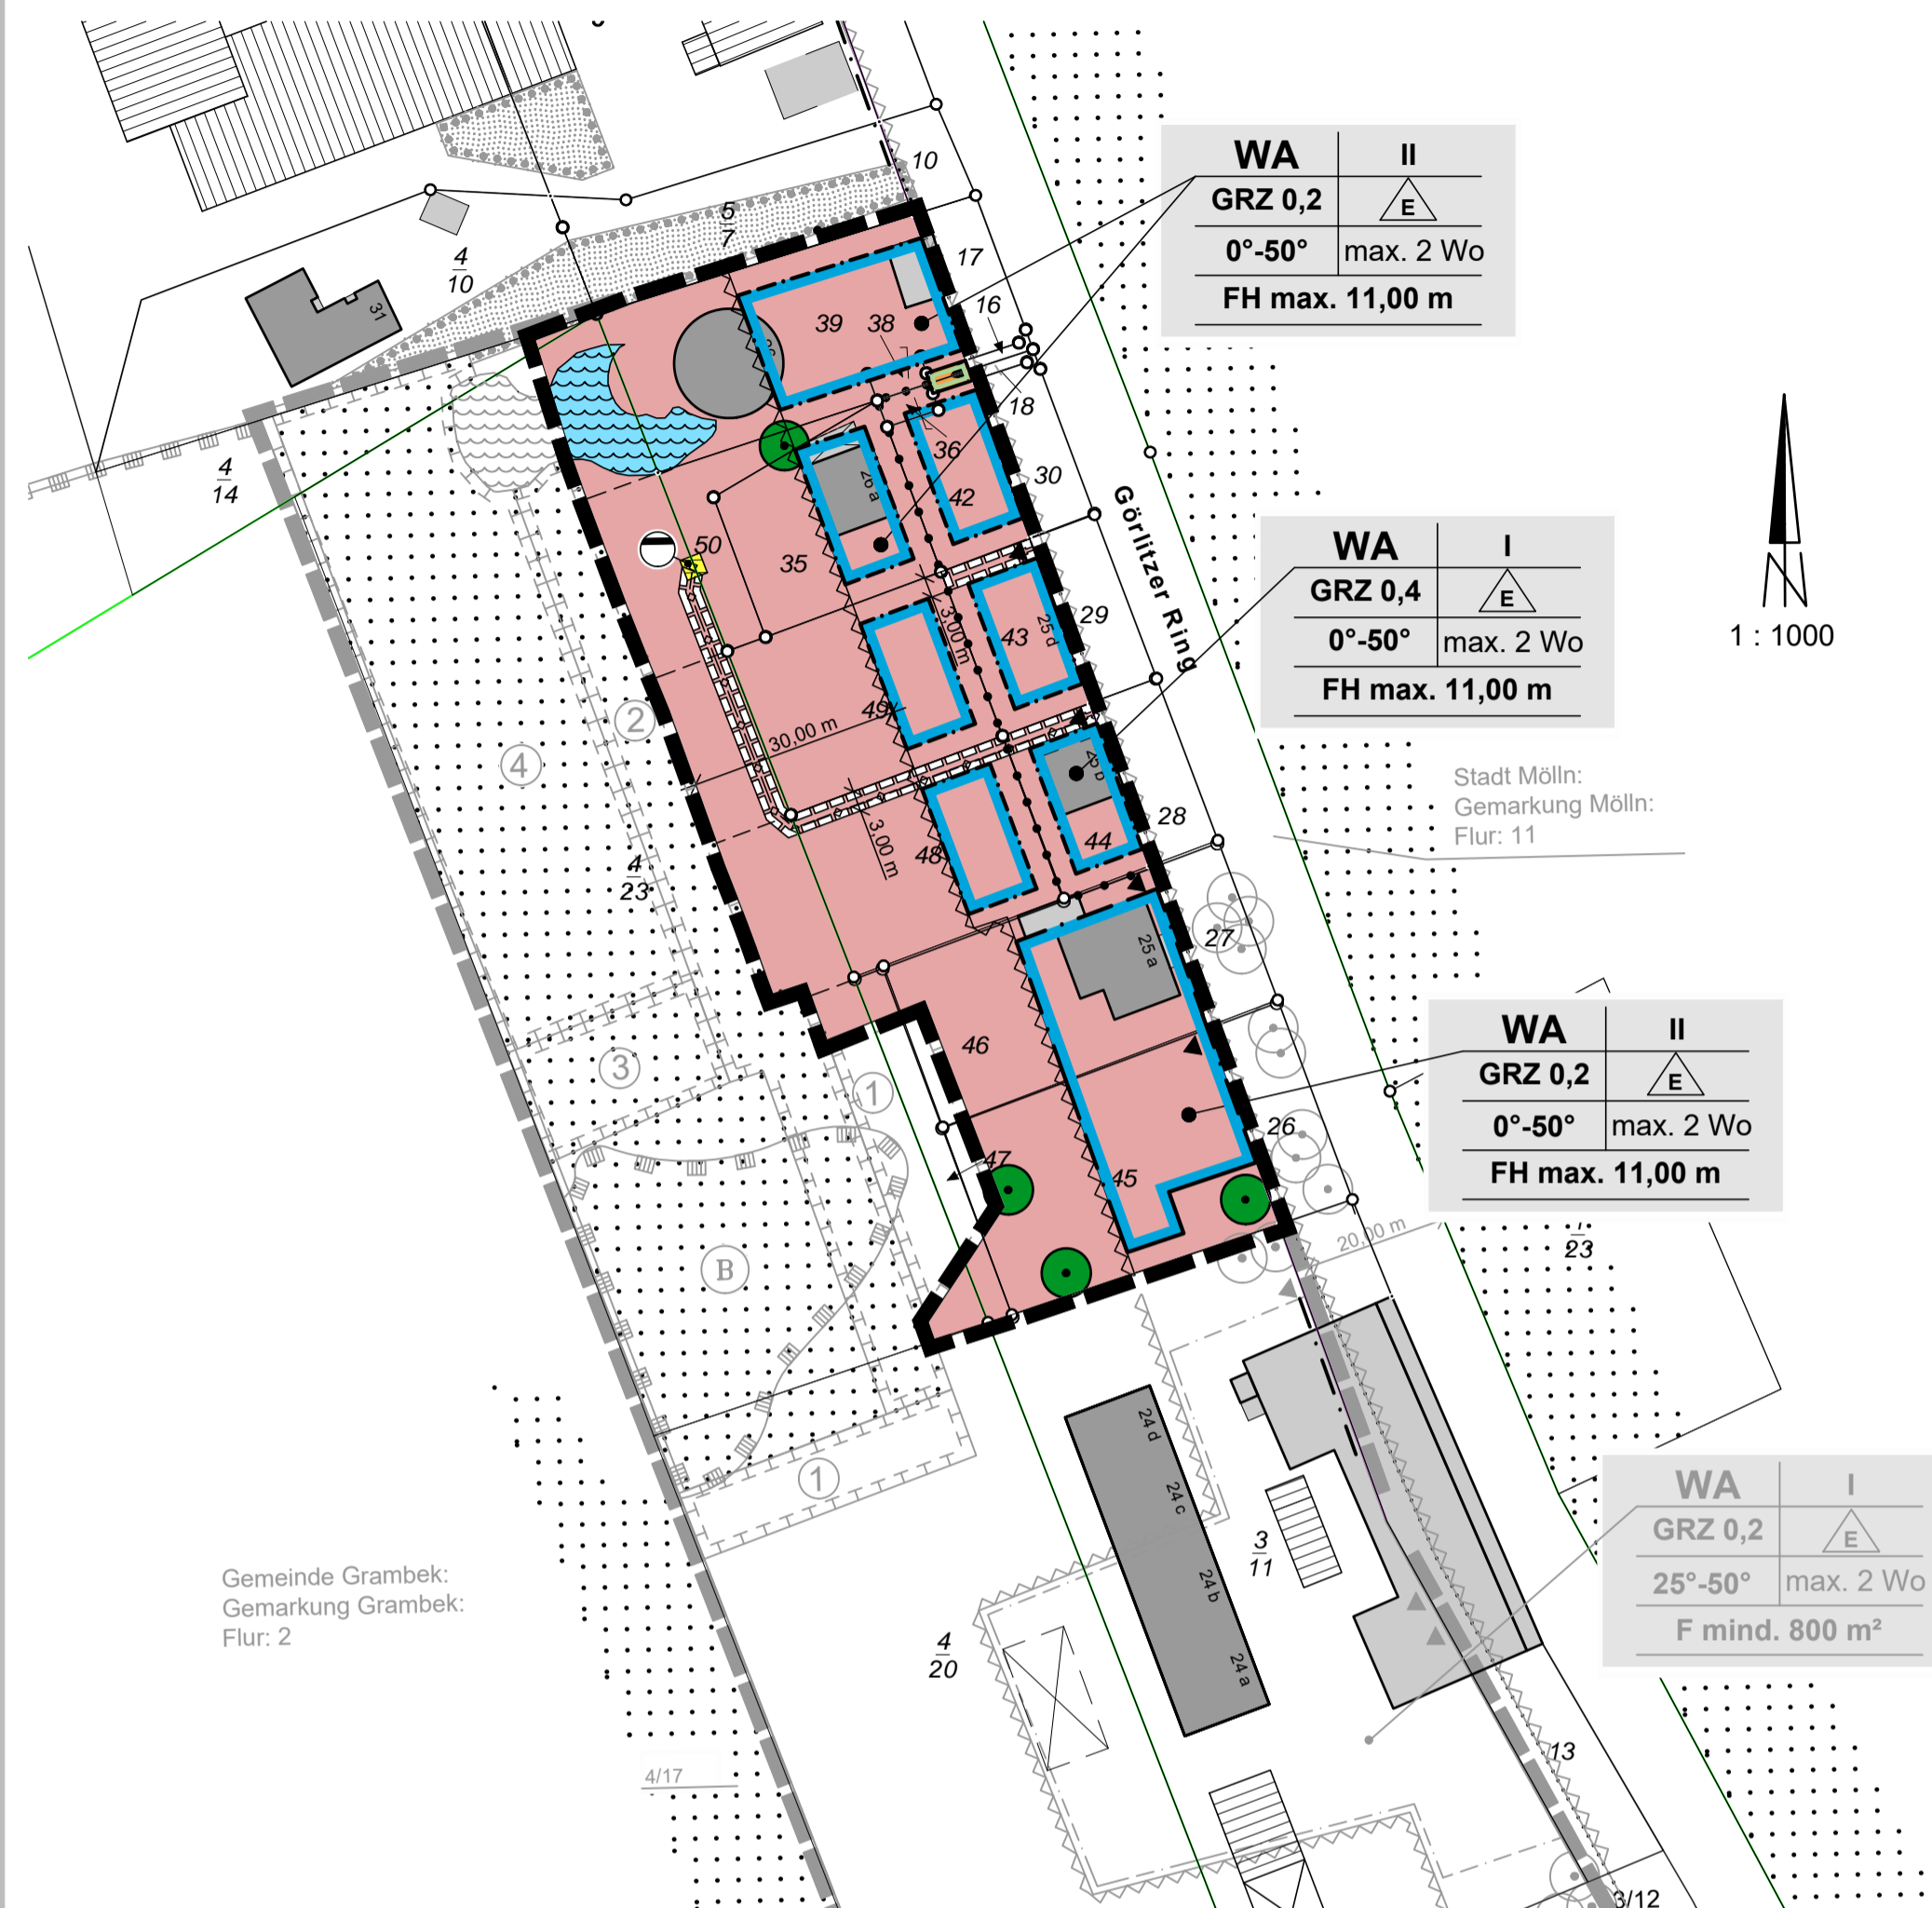 10
WA II
GRZ 0,2 E
0°-50° max. 2 Wo
FH max. 11,00 m
5
7
4
10
31
17
16
39 38
18
36
26 a
42
30
4
14
Görlitzer Ring
WA I
GRZ 0,4 E
0°-50° max. 2 Wo
FH max. 11,00 m
N
1 : 1000
50
35
3,00 m
43
25 d
29
2
49
30,00 m
4
25 b
28
44
Stadt Mölln:
Gemarkung Mölln:
Flur: 11
3,00 m
48
4
23
27
25 a
WA II
GRZ 0,2 E
0°-50° max. 2 Wo
FH max. 11,00 m
46
3
1
26
47
45
20,00 m
23
B
24 d
24 c
24 b
24 a
1
3
11
WA I
GRZ 0,2 E
25°-50° max. 2 Wo
F mind. 800 m²
Gemeinde Grambek:
Gemarkung Grambek:
Flur: 2
4
20
13
4/17
3/12